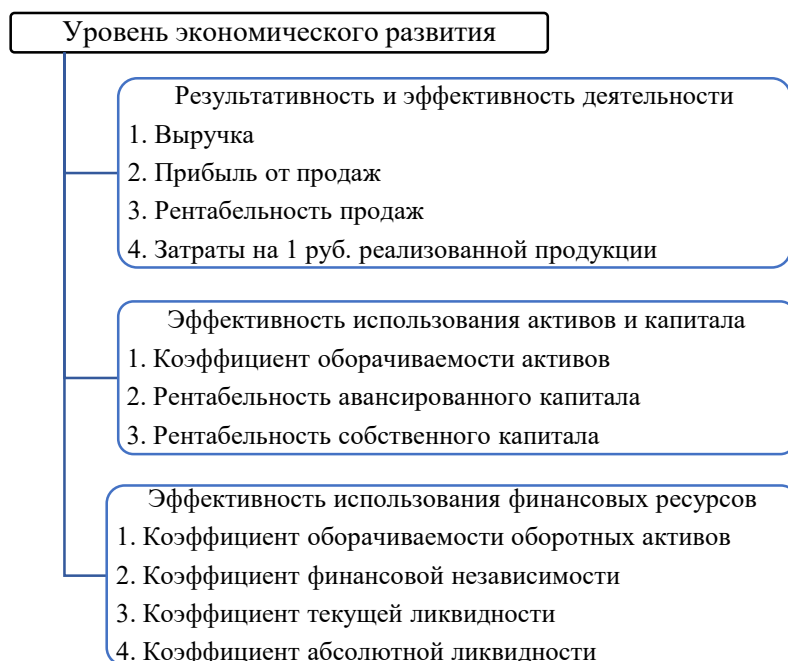 Уровень экономического развития
Результативность и эффективность деятельности
1. Выручка
2. Прибыль от продаж
3. Рентабельность продаж
4. Затраты на 1 руб. реализованной продукции
Эффективность использования активов и капитала
1. Коэффициент оборачиваемости активов
2. Рентабельность авансированного капитала
3. Рентабельность собственного капитала
Эффективность использования финансовых ресурсов
1. Коэффициент оборачиваемости оборотных активов
2. Коэффициент финансовой независимости
3. Коэффициент текущей ликвидности
4. Коэффициент абсолютной ликвидности